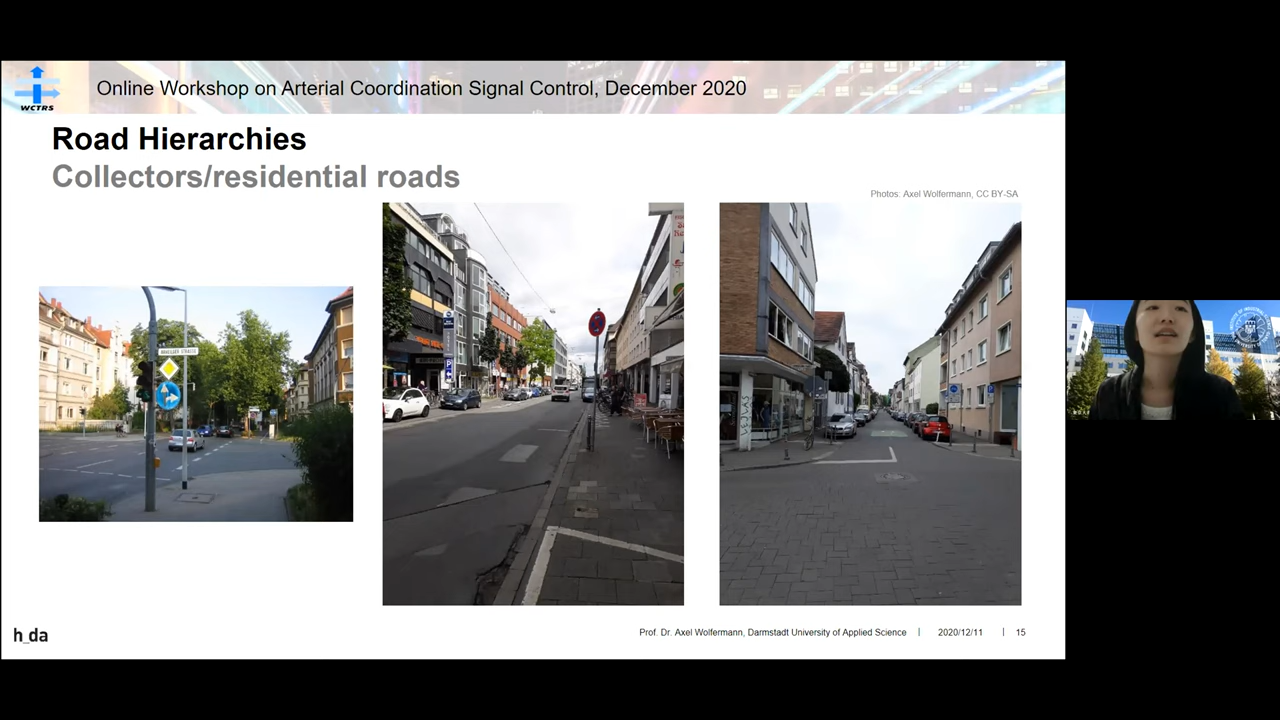 WCTRS
Online Workshop on Arterial Coordination Signal Control, December 2020
Road Hierarchies
Collectors/residential roads
Photos: Axel Wolfermann, CC BY-SA
h_da
Prof. Dr. Axel Wolfermann, Darmstadt University of Applied Science | 2020/12/11 | 15